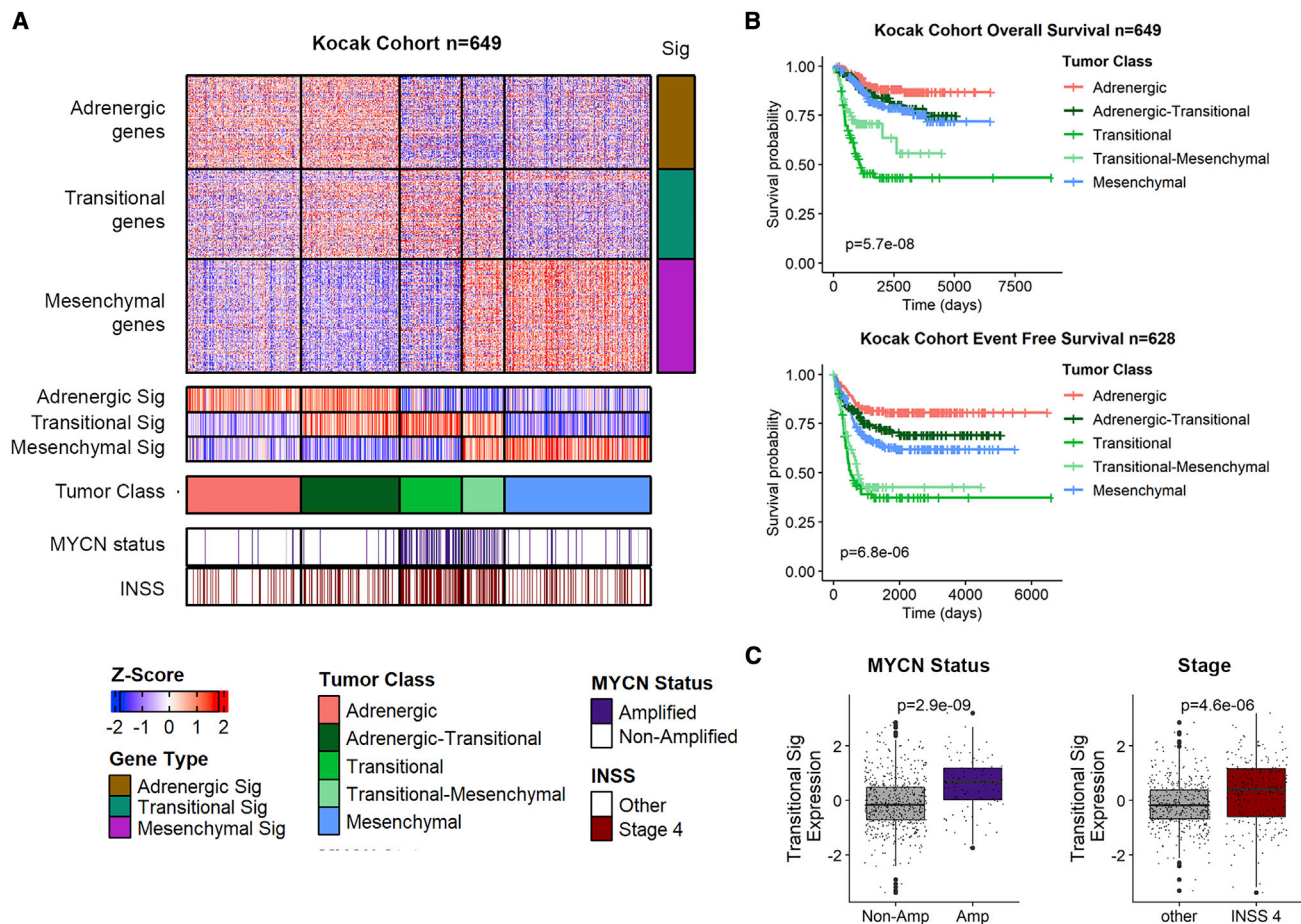 A
Kocak Cohort n=649
Sig
Adrenergic
genes
Transitional
genes
Mesenchymal
genes
Adrenergic Sig
Transitional Sig
Mesenchymal Sig
Tumor Class
MYCN status
INSS
Z-Score
-2 -1 0 1 2
Gene Type
Adrenergic Sig
Transitional Sig
Mesenchymal Sig
Tumor Class
Adrenergic
Adrenergic-Transitional
Transitional
Transitional-Mesenchymal
Mesenchymal
MYCN Status
Amplified
Non-Amplified
INSS
Other
Stage 4
B
Kocak Cohort Overall Survival n=649
Survival probability
1.00
0.75
0.50
0.25
0.00
p=5.7e-08
0 2500 5000 7500
Time (days)
Tumor Class
Adrenergic
Adrenergic-Transitional
Transitional
Transitional-Mesenchymal
Mesenchymal
Kocak Cohort Event Free Survival n=628
Survival probability
1.00
0.75
0.50
0.25
0.00
p=6.8e-06
0 2000 4000 6000
Time (days)
Tumor Class
Adrenergic
Adrenergic-Transitional
Transitional
Transitional-Mesenchymal
Mesenchymal
C
MYCN Status
p=2.9e-09
Transitional Sig
Expression
2
0
-2
Non-Amp Amp
Stage
p=4.6e-06
Transitional Sig
Expression
2
0
-2
other INSS 4